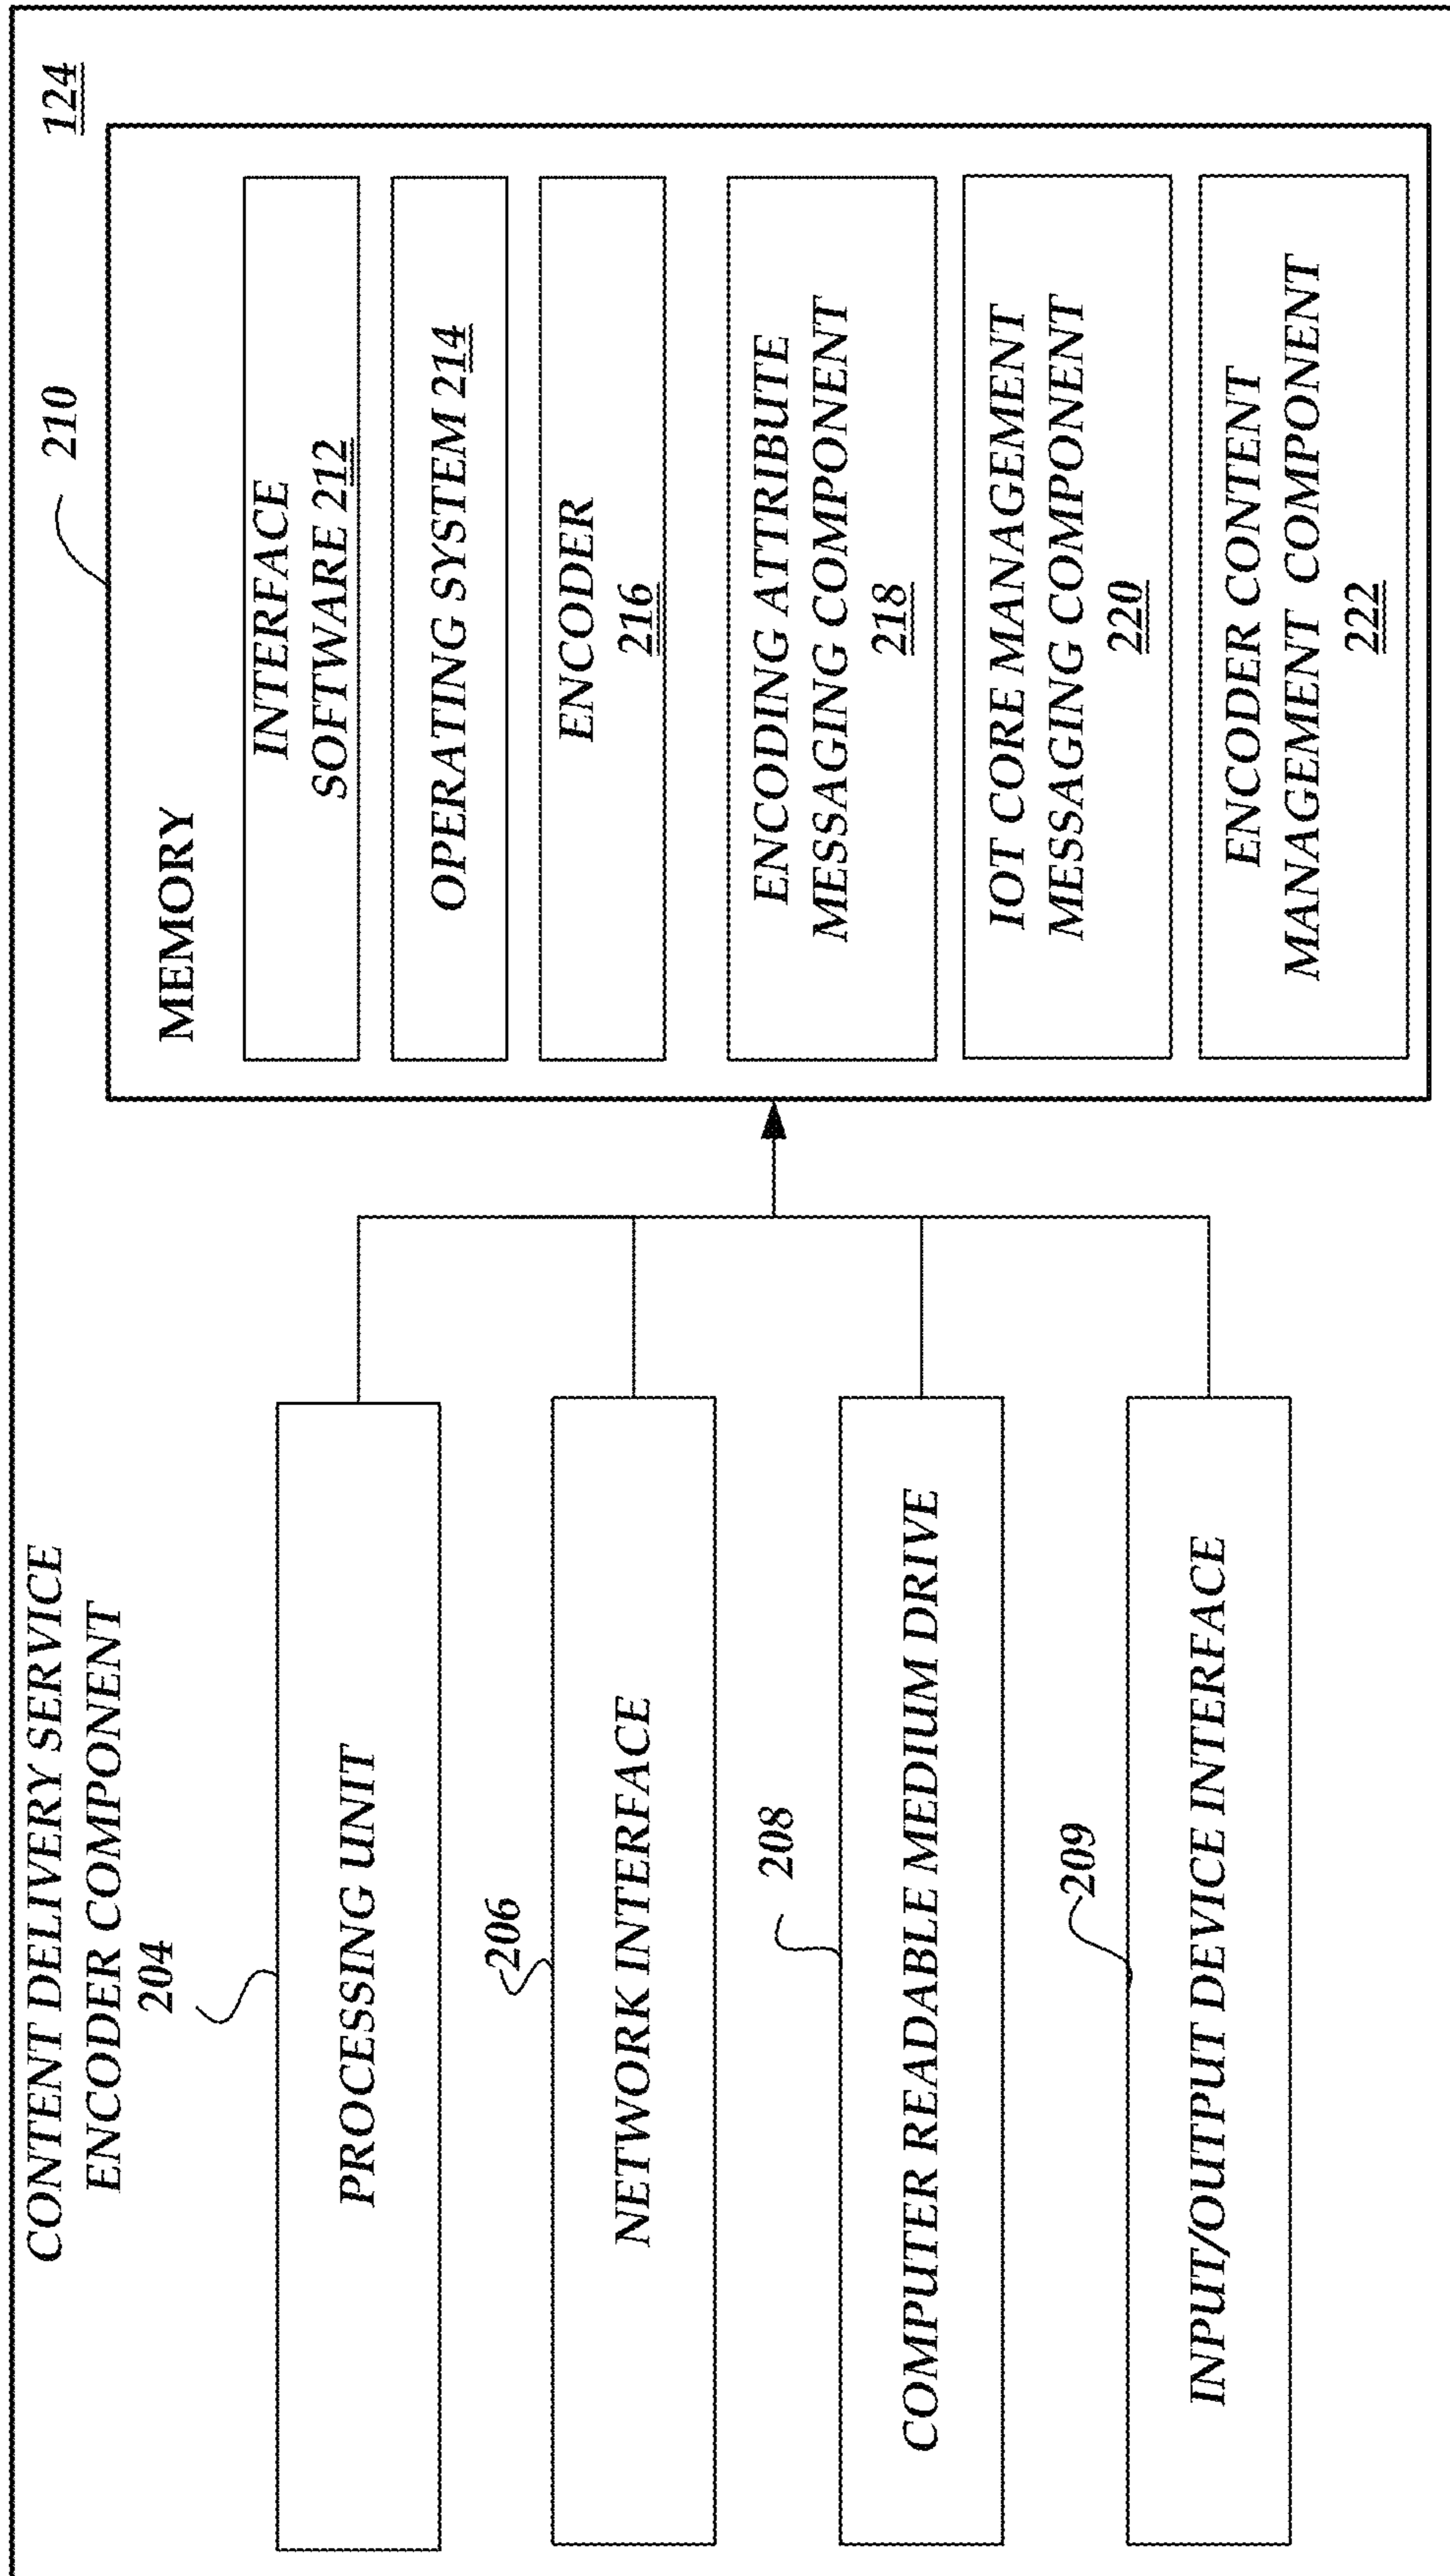 CONTENT DELIVERY SERVICE
ENCODER COMPONENT
124
204
PROCESSING UNIT
206
NETWORK INTERFACE
208
COMPUTER READABLE MEDIUM DRIVE
209
INPUT/OUTPUT DEVICE INTERFACE
210
MEMORY
INTERFACE
SOFTWARE 212
OPERATING SYSTEM 214
ENCODER
216
ENCODING ATTRIBUTE
MESSAGING COMPONENT
218
IOT CORE MANAGEMENT
MESSAGING COMPONENT
220
ENCODER CONTENT
MANAGEMENT COMPONENT
222